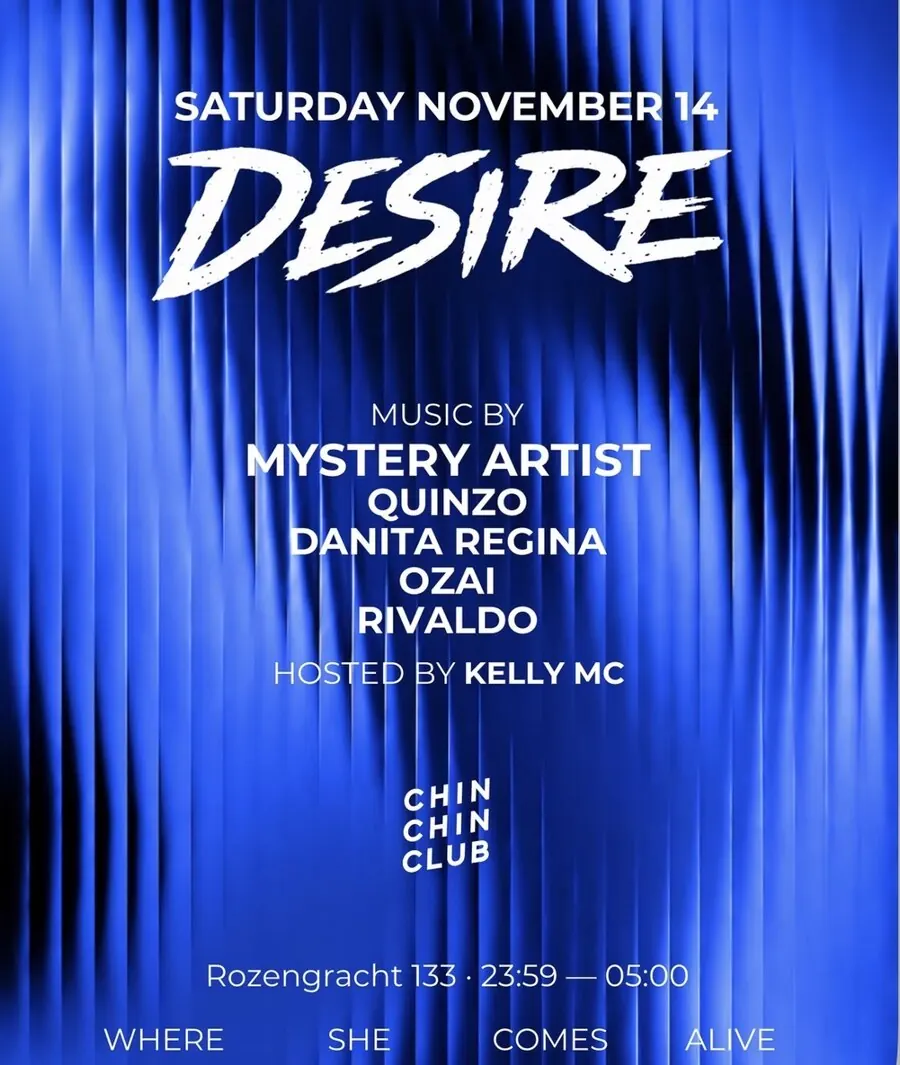 SATURDAY NOVEMBER 14
DESIRE
MUSIC BY
MYSTERY ARTIST
QUINZO
DANITA REGINA
OZAI
RIVALDO
HOSTED BY KELLY MC
CHIN
CHIN
CLUB
Rozengracht 133 · 23:59 — 05:00
WHERE SHE COMES ALIVE